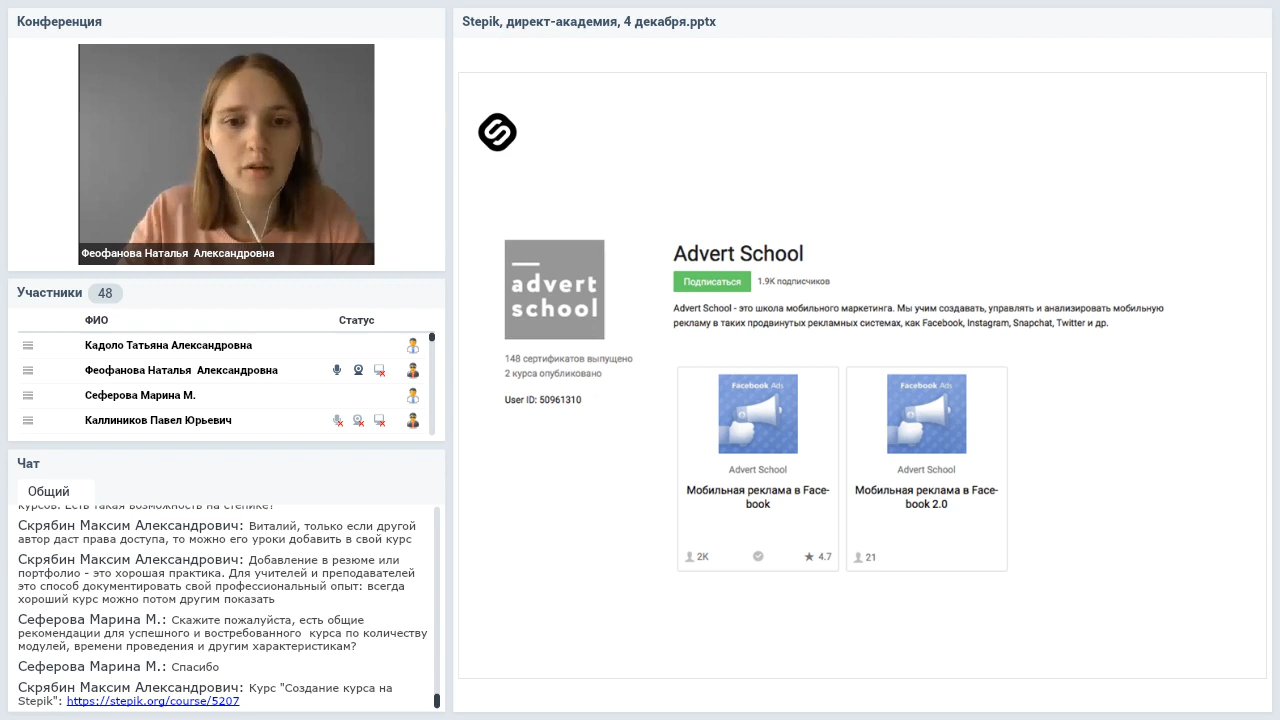 Конференция
Феофанова Наталья  Александровна
Участники 48
ФИО Статус
Кадоло Татьяна Александровна
Феофанова Наталья  Александровна
Сеферова Марина М.
Каллиников Павел Юрьевич
Чат
Общий
курсов. Есть такая возможность на степике?
Скрябин Максим Александрович: Виталий, только если другой
автор даст права доступа, то можно его уроки добавить в свой курс
Скрябин Максим Александрович: Добавление в резюме или
портфолио - это хорошая практика. Для учителей и преподавателей
это способ документировать свой профессиональный опыт: всегда
хороший курс можно потом другим показать
Сеферова Марина М.: Скажите пожалуйста, есть общие
рекомендации для успешного и востребованного  курса по количеству
модулей, времени проведения и другим характеристикам?
Сеферова Марина М.: Спасибо
Скрябин Максим Александрович: Курс "Создание курса на
Stepik": https://stepik.org/course/5207
Stepik, директ-академия, 4 декабря.pptx
advert
school
148 сертификатов выпущено
2 курса опубликовано
User ID: 50961310
Advert School
Подписаться 1.9K подписчиков
Advert School - это школа мобильного маркетинга. Мы учим создавать, управлять и анализировать мобильную
рекламу в таких продвинутых рекламных системах, как Facebook, Instagram, Snapchat, Twitter и др.
Facebook Ads
Advert School
Мобильная реклама в Face-
book
2K 4.7
Facebook Ads
Advert School
Мобильная реклама в Face-
book 2.0
21